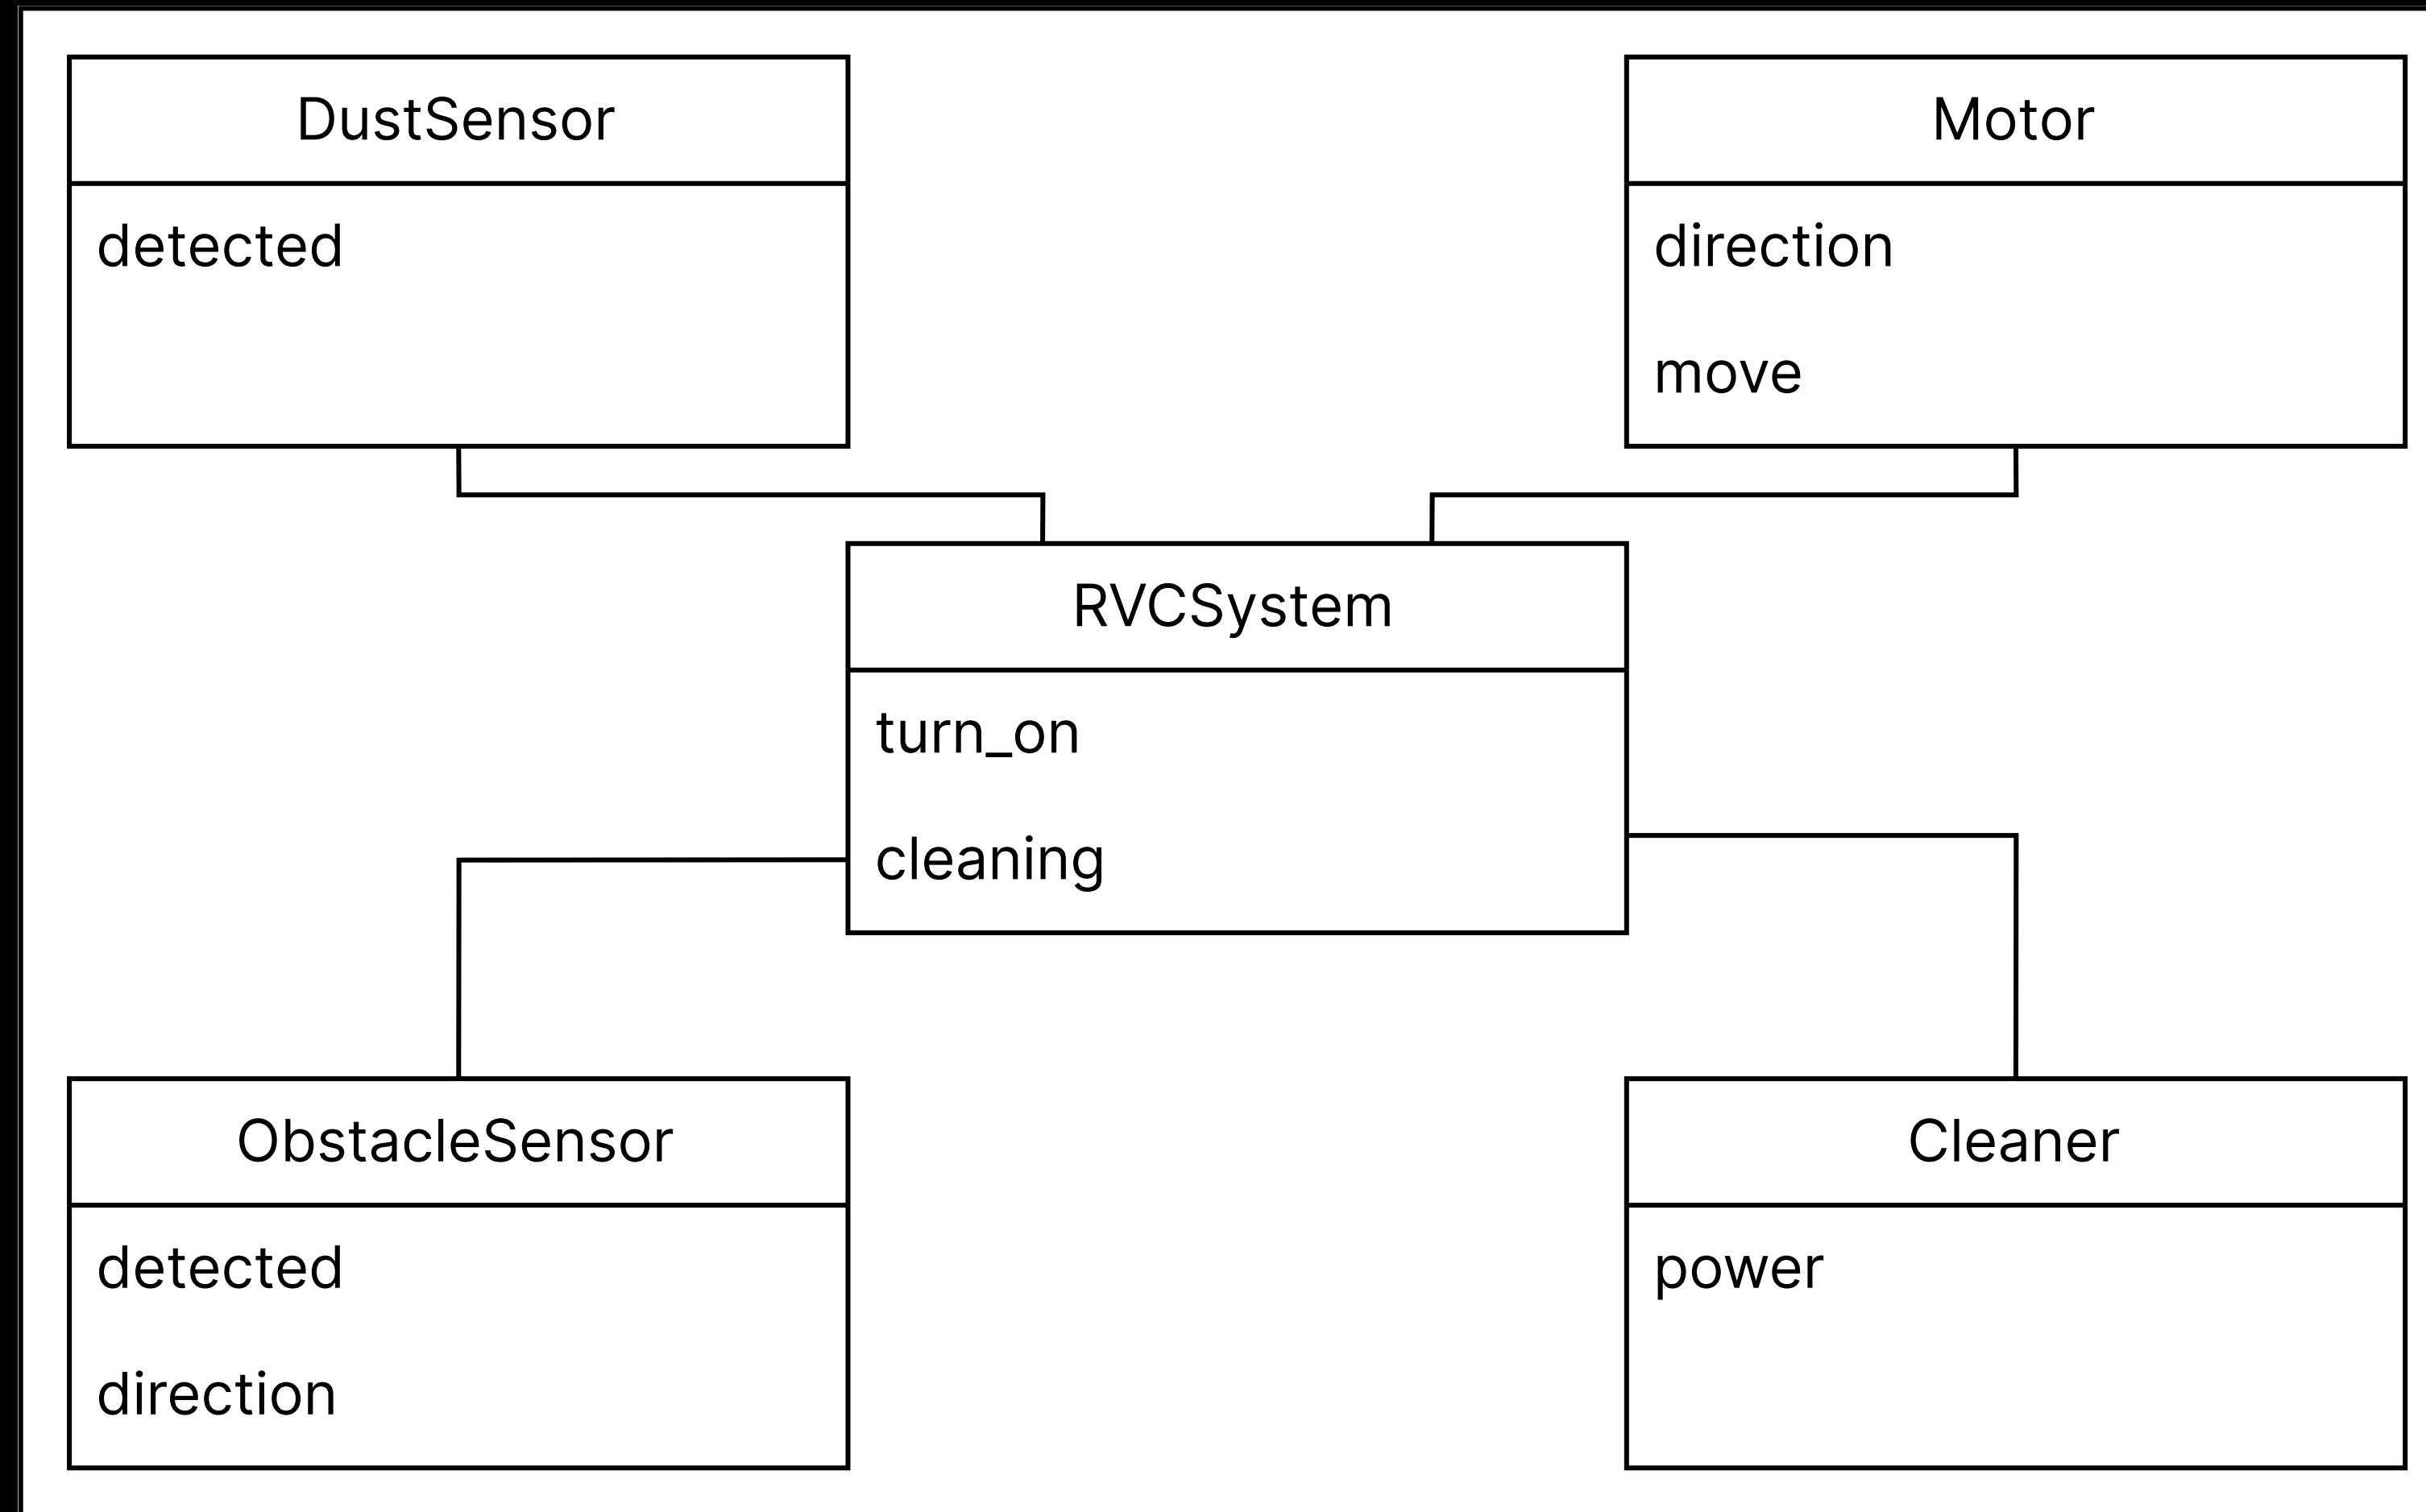 DustSensor
detected
Motor
direction
move
RVCSystem
turn_on
cleaning
ObstacleSensor
detected
direction
Cleaner
power